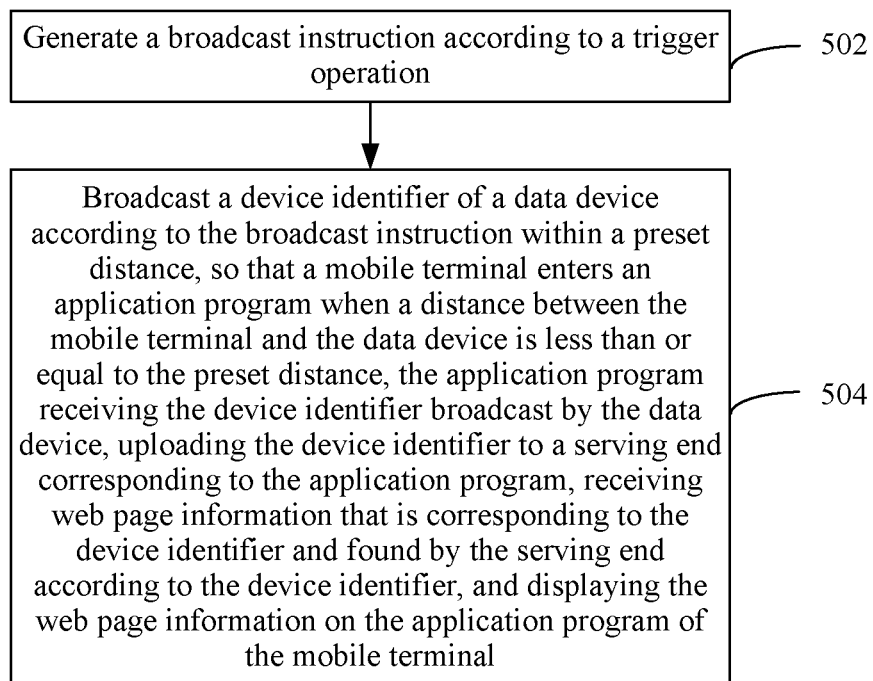 Generate a broadcast instruction according to a trigger
operation
502
Broadcast a device identifier of a data device
according to the broadcast instruction within a preset
distance, so that a mobile terminal enters an
application program when a distance between the
mobile terminal and the data device is less than or
equal to the preset distance, the application program
receiving the device identifier broadcast by the data
device, uploading the device identifier to a serving end
corresponding to the application program, receiving
web page information that is corresponding to the
device identifier and found by the serving end
according to the device identifier, and displaying the
web page information on the application program of
the mobile terminal
504